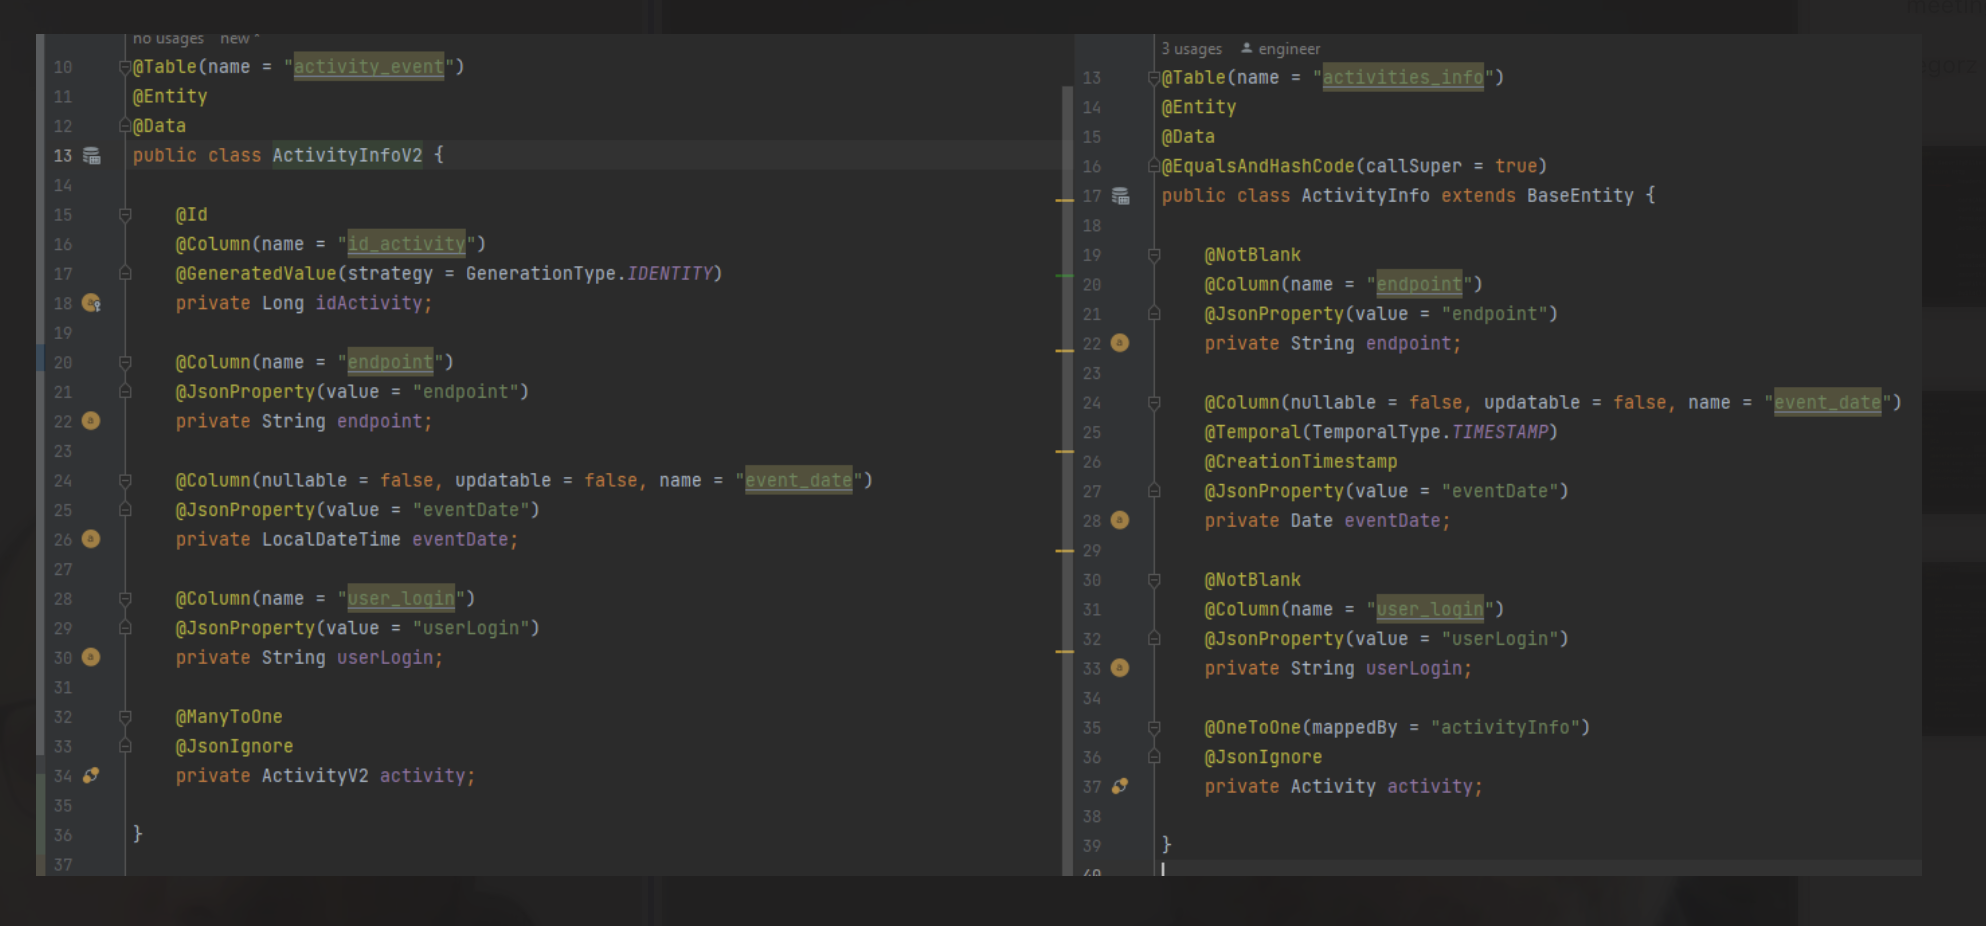 no usages new *
10 @Table(name = "activity_event")
11 @Entity
12 @Data
13 public class ActivityInfoV2 {
14
15 @Id
16 @Column(name = "id_activity")
17 @GeneratedValue(strategy = GenerationType.IDENTITY)
18 private Long idActivity;
19
20 @Column(name = "endpoint")
21 @JsonProperty(value = "endpoint")
22 private String endpoint;
23
24 @Column(nullable = false, updatable = false, name = "event_date")
25 @JsonProperty(value = "eventDate")
26 private LocalDateTime eventDate;
27
28 @Column(name = "user_login")
29 @JsonProperty(value = "userLogin")
30 private String userLogin;
31
32 @ManyToOne
33 @JsonIgnore
34 private ActivityV2 activity;
35
36 }
37
3 usages engineer
13 @Table(name = "activities_info")
14 @Entity
15 @Data
16 @EqualsAndHashCode(callSuper = true)
17 public class ActivityInfo extends BaseEntity {
18
19 @NotBlank
20 @Column(name = "endpoint")
21 @JsonProperty(value = "endpoint")
22 private String endpoint;
23
24 @Column(nullable = false, updatable = false, name = "event_date")
25 @Temporal(TemporalType.TIMESTAMP)
26 @CreationTimestamp
27 @JsonProperty(value = "eventDate")
28 private Date eventDate;
29
30 @NotBlank
31 @Column(name = "user_login")
32 @JsonProperty(value = "userLogin")
33 private String userLogin;
34
35 @OneToOne(mappedBy = "activityInfo")
36 @JsonIgnore
37 private Activity activity;
38
39 }
40